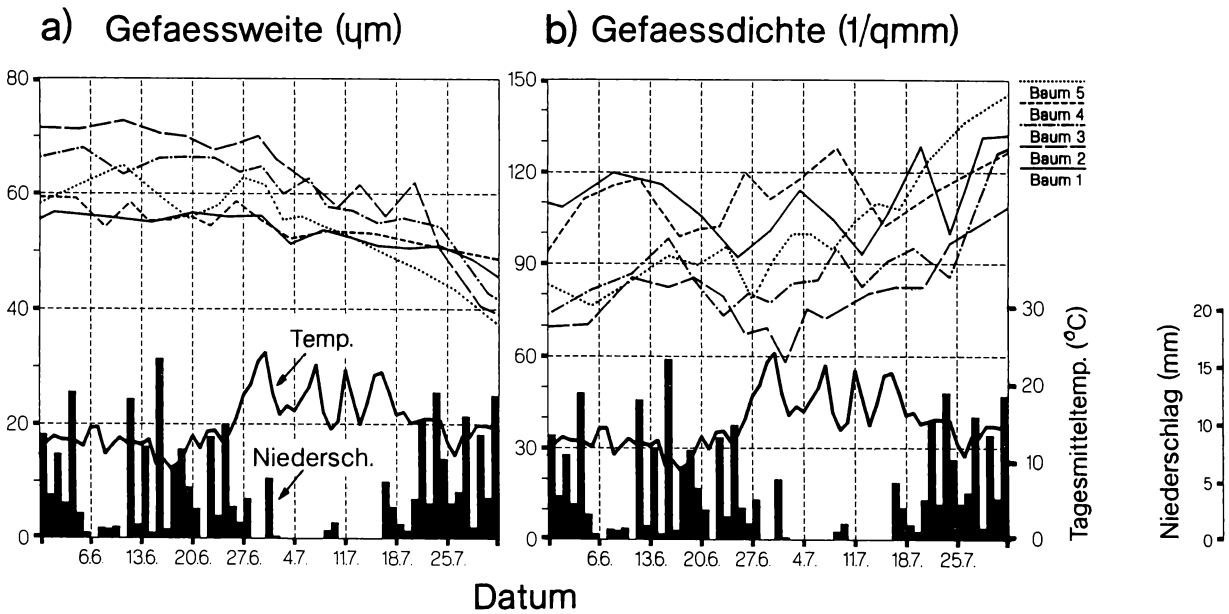 a) Gefaessweite (µm)
b) Gefaessdichte (1/qmm)
80
60
40
20
0
Temp.
Niedersch.
6.6. 13.6. 20.6. 27.6. 4.7. 11.7. 18.7. 25.7.
150
120
90
60
30
0
6.6. 13.6. 20.6. 27.6. 4.7. 11.7. 18.7. 25.7.
Baum 5
Baum 4
Baum 3
Baum 2
Baum 1
30
20
10
0
Tagesmitteltemp. (°C)
20
15
10
5
0
Niederschlag (mm)
Datum